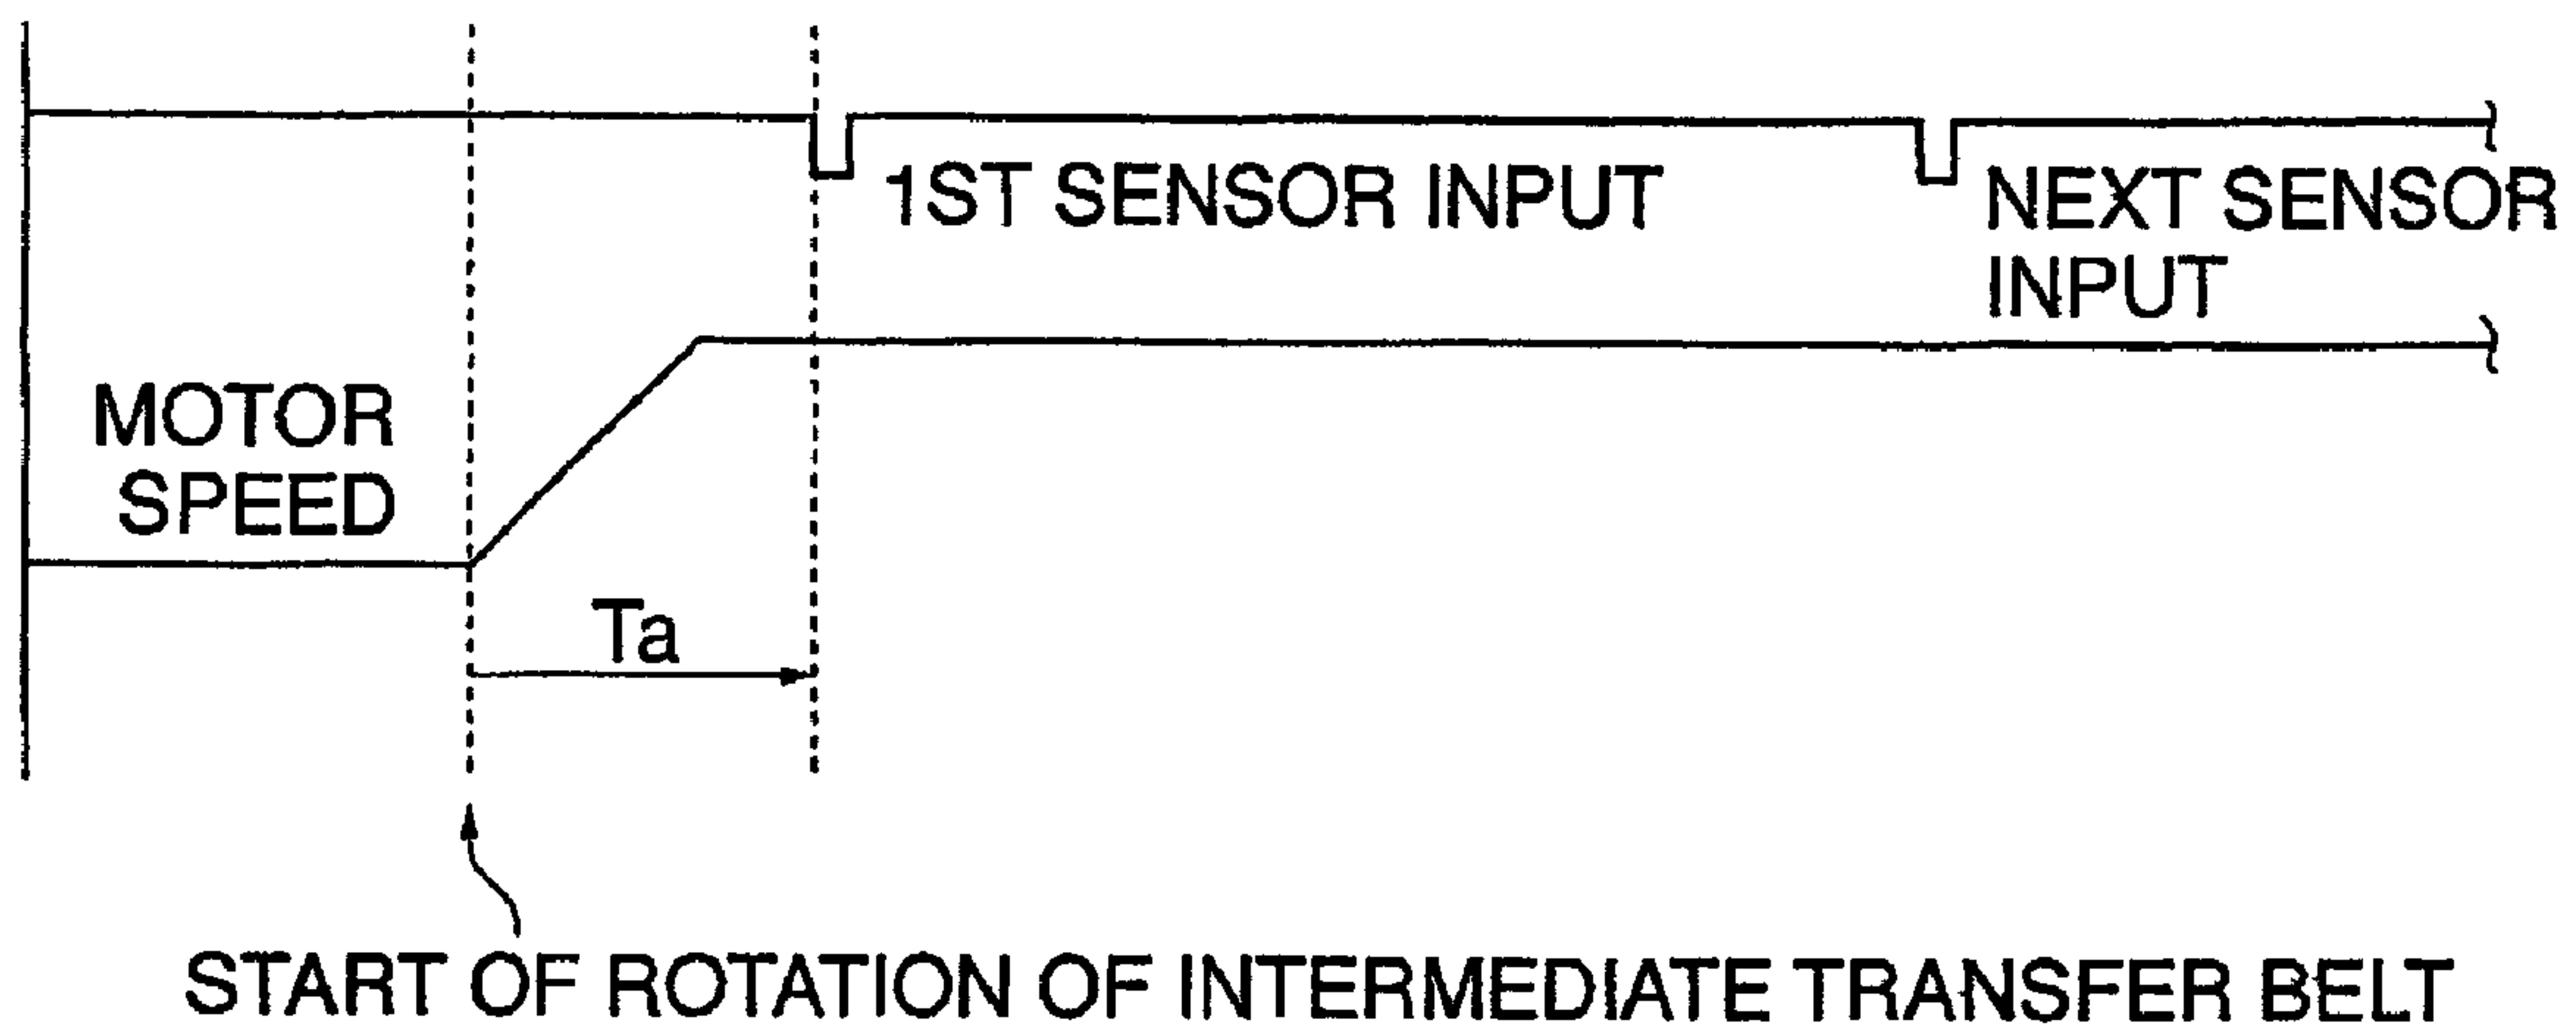 1ST SENSOR INPUT
NEXT SENSOR
INPUT
MOTOR
SPEED
Ta
START OF ROTATION OF INTERMEDIATE TRANSFER BELT